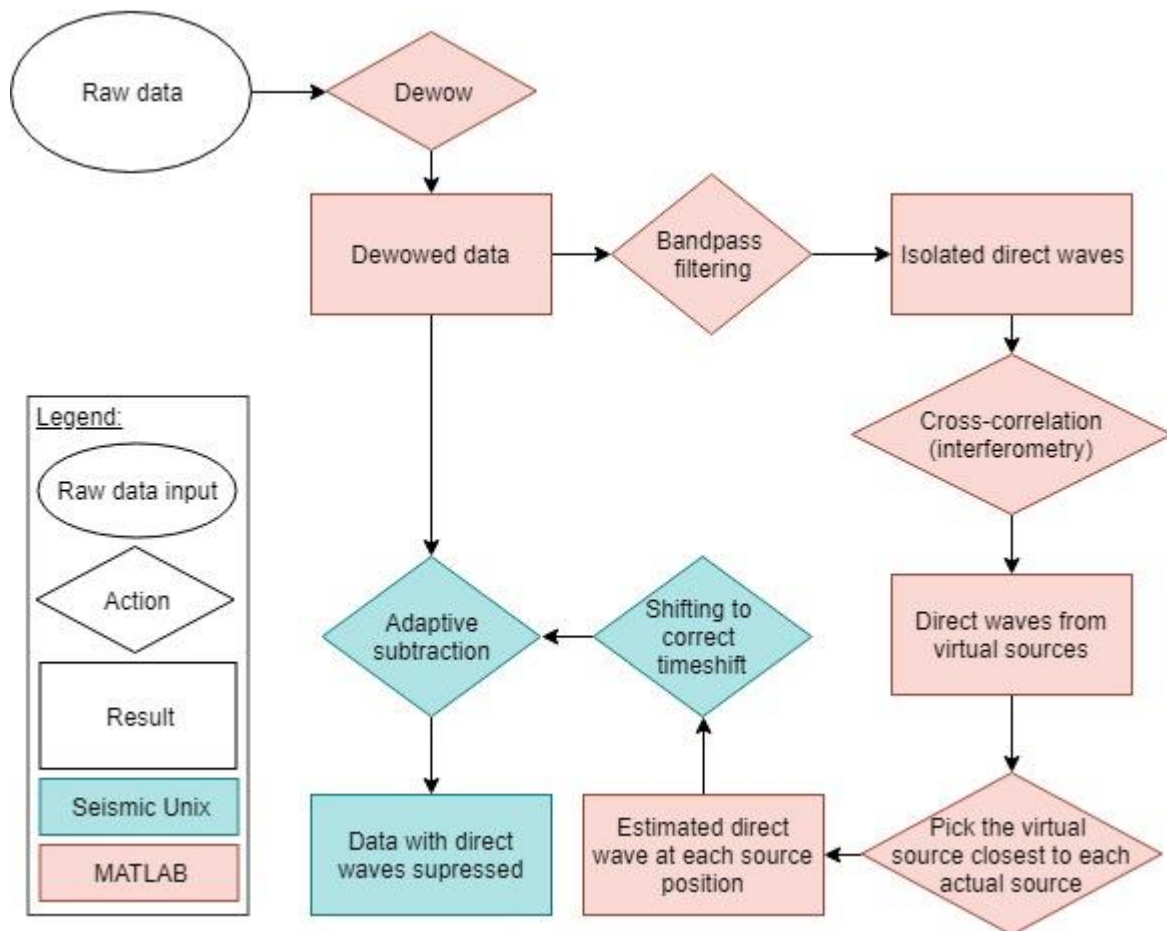 Raw data
Dewow
Dewowed data
Bandpass
filtering
Isolated direct waves
Cross-correlation
(interferometry)
Direct waves from
virtual sources
Pick the virtual
source closest to each
actual source
Estimated direct
wave at each source
position
Shifting to
correct
timeshift
Adaptive
subtraction
Data with direct
waves supressed
Legend:
Raw data input
Action
Result
Seismic Unix
MATLAB